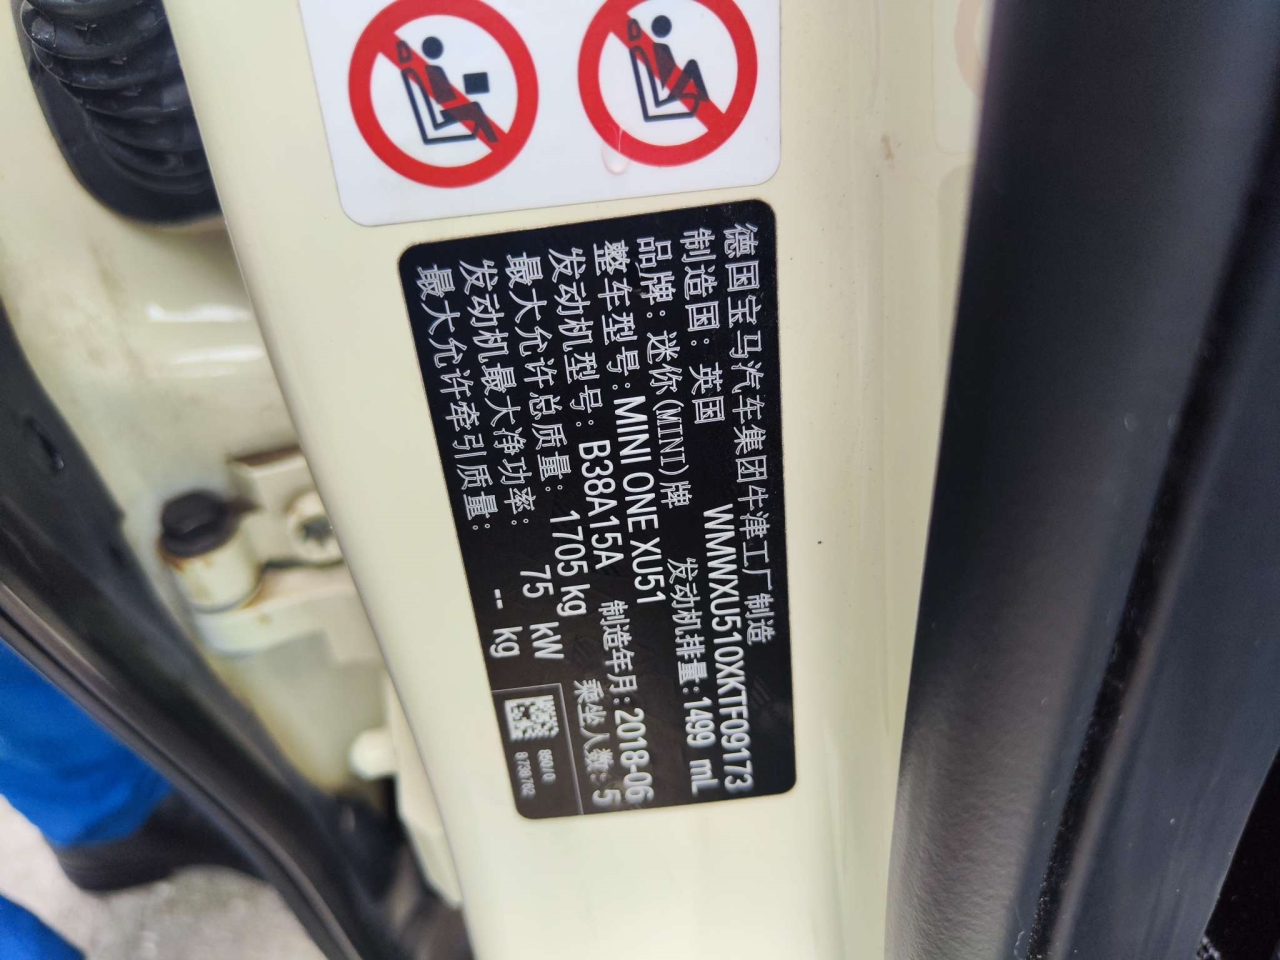 德国宝马汽车集团牛津工厂制造
制造国：英国 WMWXU510XKTF09173
品牌：迷你(MINI)牌 发动机排量：1499 mL
整车型号：MINI ONE XU51
发动机型号：B38A15A 制造年月：2018-06
最大允许总质量：1705 kg 乘坐人数：5
发动机最大净功率：75 kW
最大允许牵引质量：-- kg
860/0
8738762